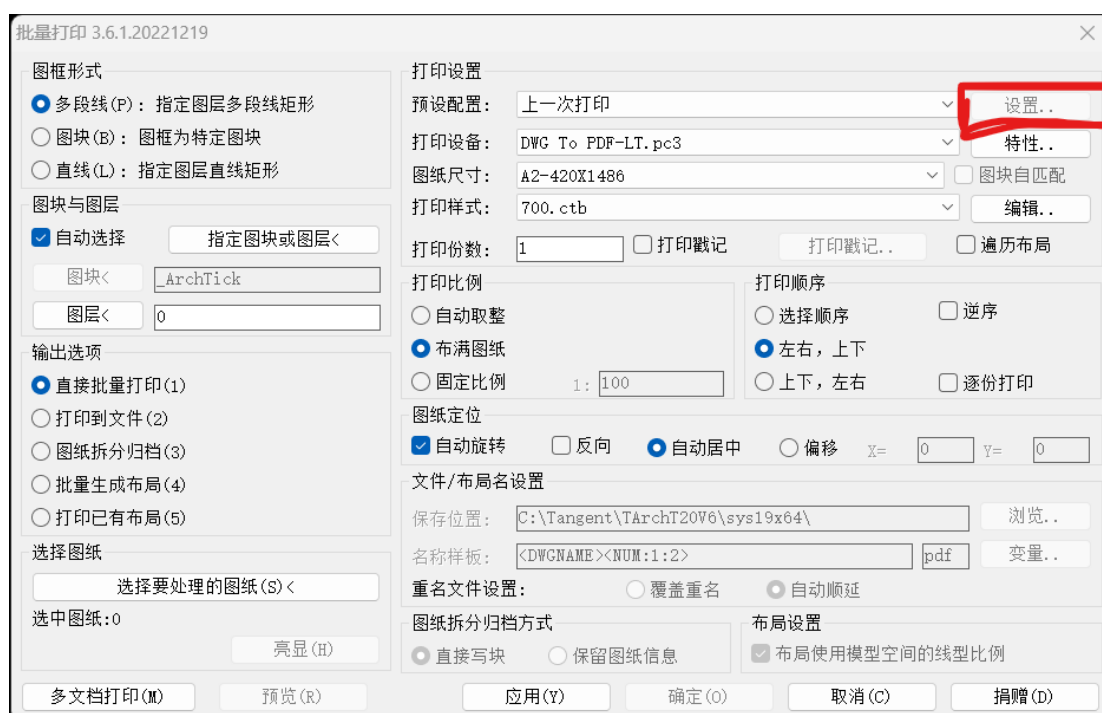 批量打印 3.6.1.20221219
图框形式
多段线(P): 指定图层多段线矩形
图块(B): 图框为特定图块
直线(L): 指定图层直线矩形
图块与图层
自动选择 指定图块或图层<
图块< _ArchTick
图层< 0
输出选项
直接批量打印(1)
打印到文件(2)
图纸拆分归档(3)
批量生成布局(4)
打印已有布局(5)
选择图纸
选择要处理的图纸(S)<
选中图纸:0
亮显(H)
打印设置
预设配置: 上一次打印 设置..
打印设备: DWG To PDF-LT.pc3 特性..
图纸尺寸: A2-420X1486 图块自匹配
打印样式: 700.ctb 编辑..
打印份数: 1 打印戳记 打印戳记.. 遍历布局
打印比例
自动取整
布满图纸
固定比例 1: 100
打印顺序
选择顺序 逆序
左右，上下
上下，左右 逐份打印
图纸定位
自动旋转 反向 自动居中 偏移 X= 0 Y= 0
文件/布局名设置
保存位置: C:\Tangent\TArchT20V6\sys19x64\ 浏览..
名称样板: <DWGNAME><NUM:1:2> pdf 变量..
重名文件设置: 覆盖重名 自动顺延
图纸拆分归档方式
直接写块 保留图纸信息
布局设置
布局使用模型空间的线型比例
多文档打印(M) 预览(R) 应用(Y) 确定(O) 取消(C) 捐赠(D)